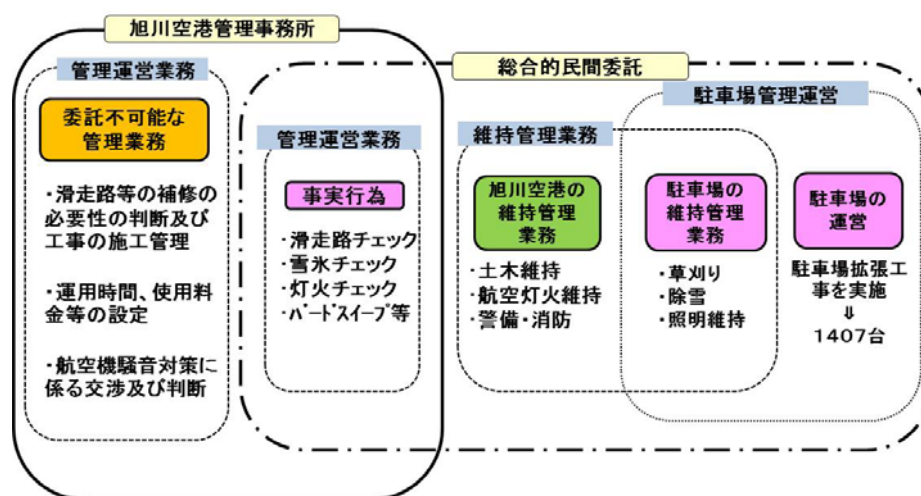 旭川空港管理事務所
総合的民間委託
管理運営業務
駐車場管理運営
委託不可能な
管理業務
・滑走路等の補修の
必要性の判断及び
工事の施工管理
・運用時間、使用料
金等の設定
・航空機騒音対策に
係る交渉及び判断
管理運営業務
事実行為
・滑走路チェック
・雪氷チェック
・灯火チェック
・バードスイープ等
維持管理業務
旭川空港の
維持管理
業務
・土木維持
・航空灯火維持
・警備・消防
駐車場の
維持管理
業務
・草刈り
・除雪
・照明維持
駐車場の
運営
駐車場拡張工
事を実施
⇓
1407台